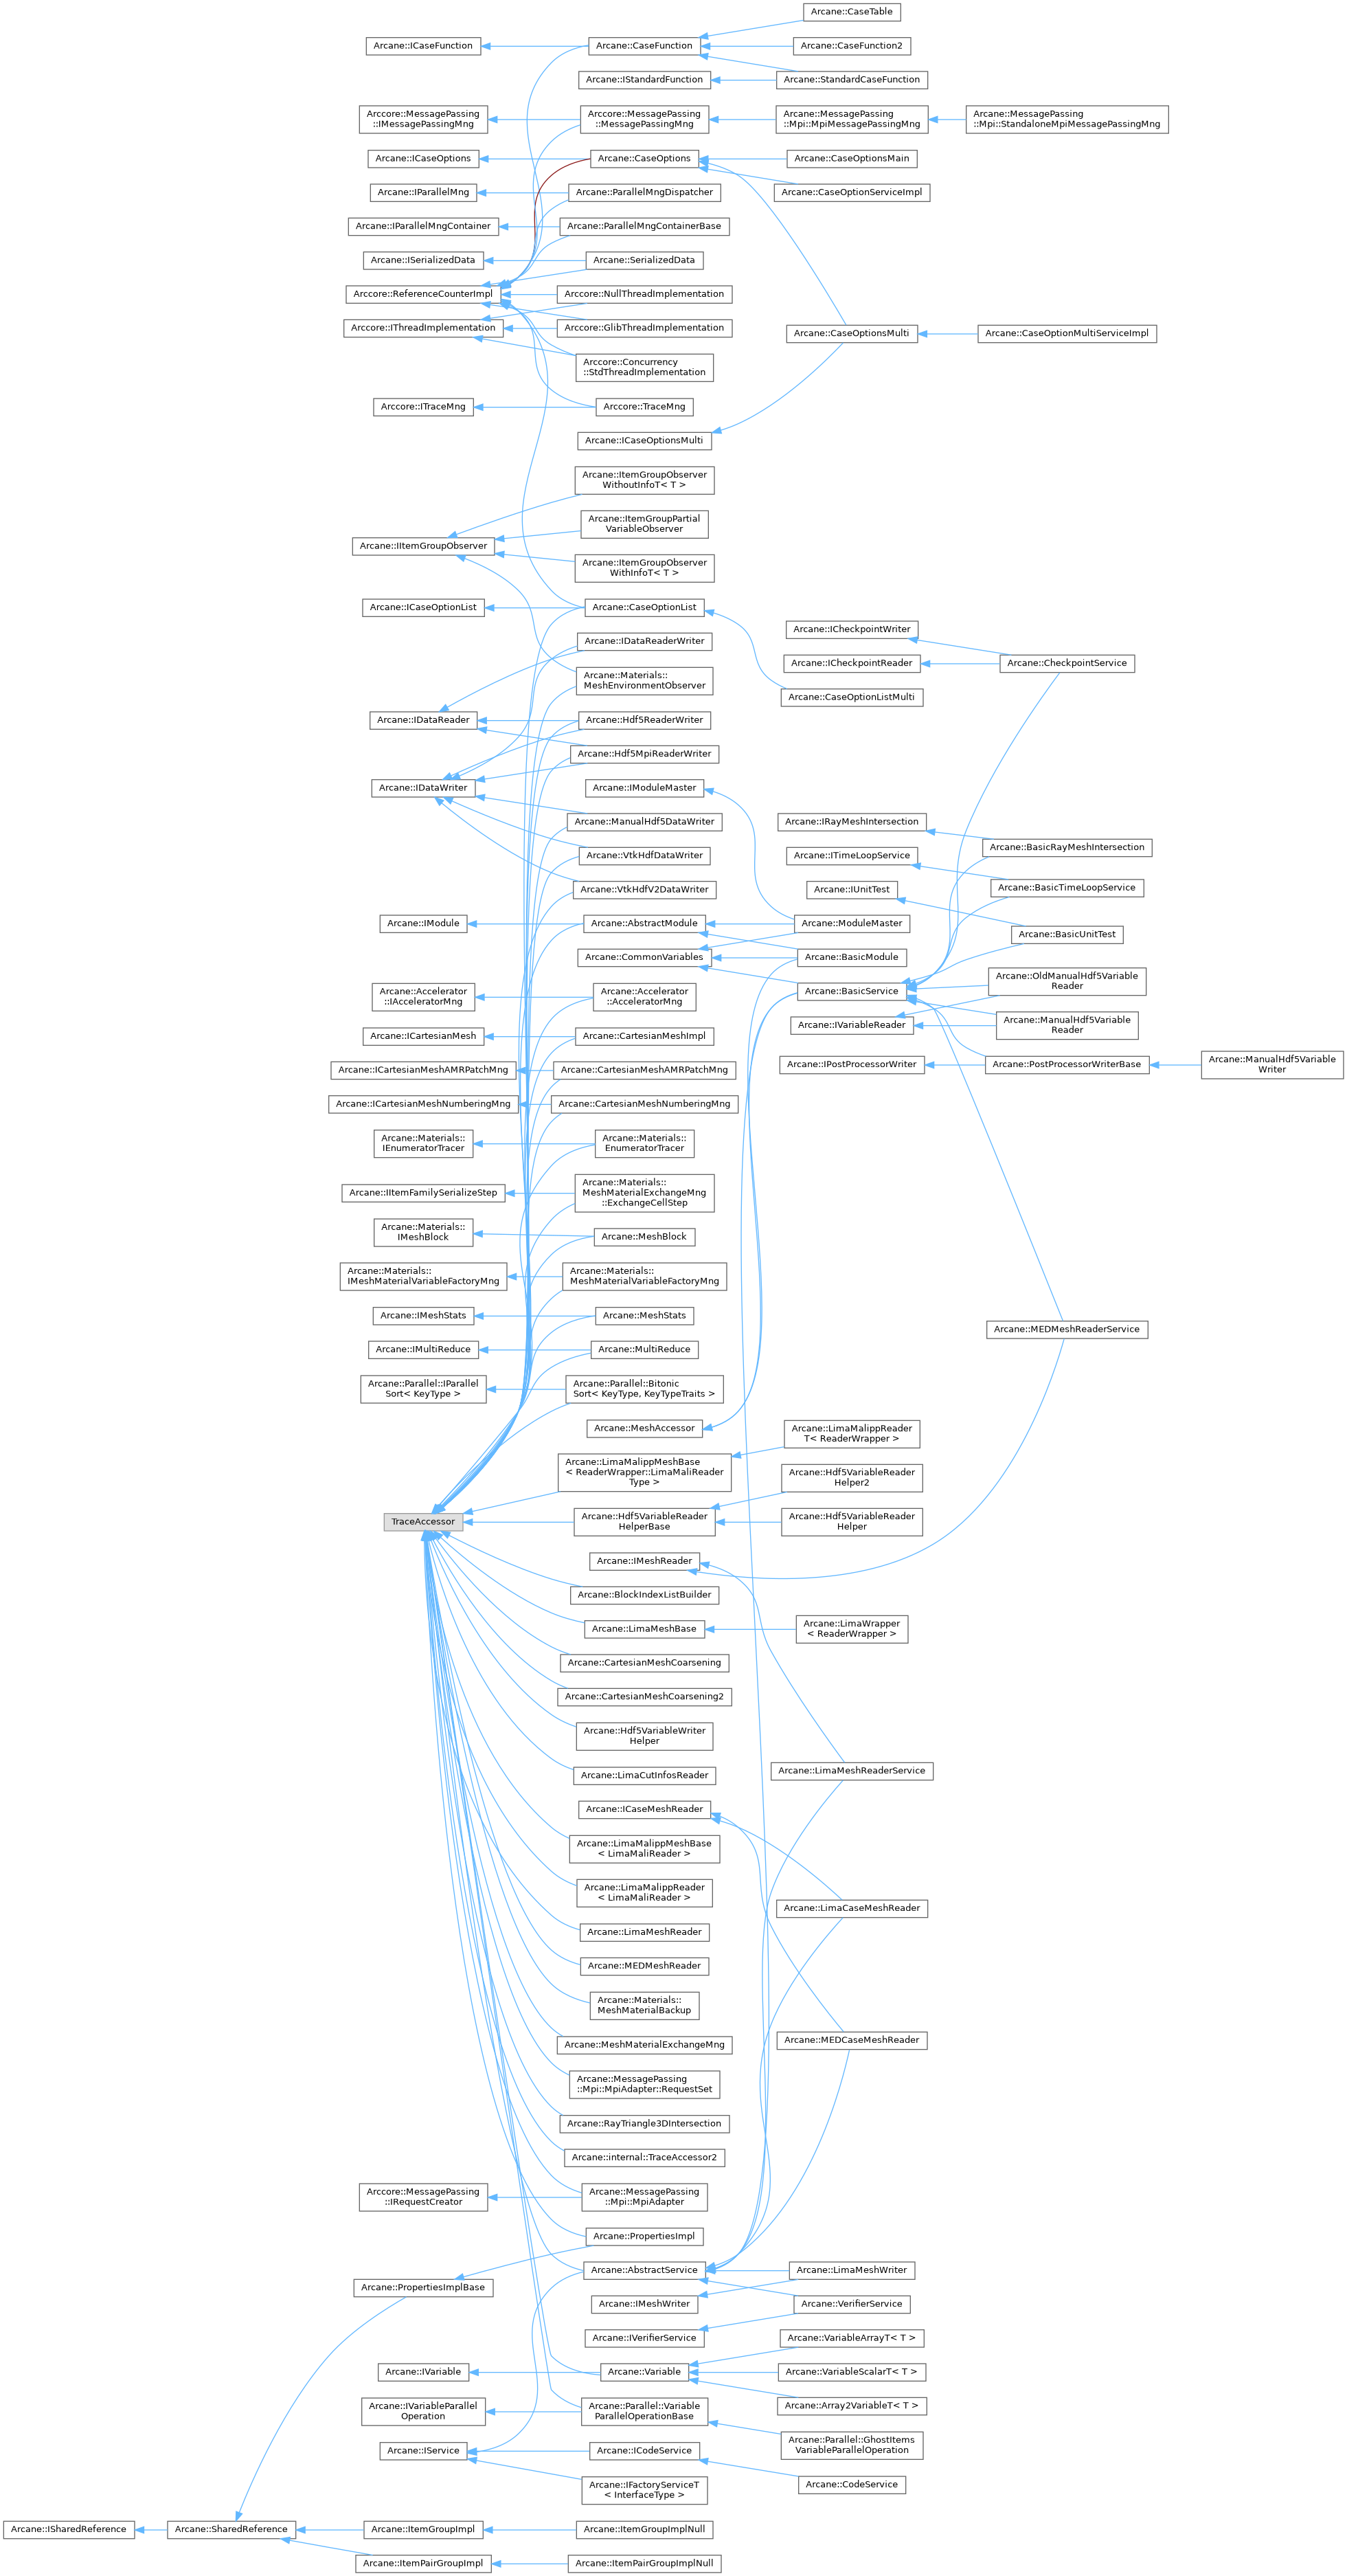 Arcane::CaseTable
Arcane::ICaseFunction
Arcane::CaseFunction
Arcane::CaseFunction2
Arcane::IStandardFunction
Arcane::StandardCaseFunction
Arccore::MessagePassing
::IMessagePassingMng
Arccore::MessagePassing
::MessagePassingMng
Arcane::MessagePassing
::Mpi::MpiMessagePassingMng
Arcane::MessagePassing
::Mpi::StandaloneMpiMessagePassingMng
Arcane::ICaseOptions
Arcane::CaseOptions
Arcane::CaseOptionsMain
Arcane::IParallelMng
Arcane::ParallelMngDispatcher
Arcane::CaseOptionServiceImpl
Arcane::IParallelMngContainer
Arcane::ParallelMngContainerBase
Arcane::ISerializedData
Arcane::SerializedData
Arccore::ReferenceCounterImpl
Arccore::NullThreadImplementation
Arccore::IThreadImplementation
Arccore::GlibThreadImplementation
Arcane::CaseOptionsMulti
Arcane::CaseOptionMultiServiceImpl
Arccore::Concurrency
::StdThreadImplementation
Arccore::ITraceMng
Arccore::TraceMng
Arcane::ICaseOptionsMulti
Arcane::ItemGroupObserver
WithoutInfoT< T >
Arcane::ItemGroupPartial
VariableObserver
Arcane::IItemGroupObserver
Arcane::ItemGroupObserver
WithInfoT< T >
Arcane::ICaseOptionList
Arcane::CaseOptionList
Arcane::ICheckpointWriter
Arcane::IDataReaderWriter
Arcane::ICheckpointReader
Arcane::CheckpointService
Arcane::Materials::
MeshEnvironmentObserver
Arcane::CaseOptionListMulti
Arcane::IDataReader
Arcane::Hdf5ReaderWriter
Arcane::Hdf5MpiReaderWriter
Arcane::IDataWriter
Arcane::IModuleMaster
Arcane::ManualHdf5DataWriter
Arcane::IRayMeshIntersection
Arcane::BasicRayMeshIntersection
Arcane::VtkHdfDataWriter
Arcane::ITimeLoopService
Arcane::VtkHdfV2DataWriter
Arcane::IUnitTest
Arcane::BasicTimeLoopService
Arcane::IModule
Arcane::AbstractModule
Arcane::ModuleMaster
Arcane::BasicUnitTest
Arcane::CommonVariables
Arcane::BasicModule
Arcane::Accelerator
::IAcceleratorMng
Arcane::Accelerator
::AcceleratorMng
Arcane::BasicService
Arcane::OldManualHdf5Variable
Reader
Arcane::IVariableReader
Arcane::ManualHdf5Variable
Reader
Arcane::ICartesianMesh
Arcane::CartesianMeshImpl
Arcane::IPostProcessorWriter
Arcane::PostProcessorWriterBase
Arcane::ManualHdf5Variable
Writer
Arcane::ICartesianMeshAMRPatchMng
Arcane::CartesianMeshAMRPatchMng
Arcane::ICartesianMeshNumberingMng
Arcane::CartesianMeshNumberingMng
Arcane::Materials::
IEnumeratorTracer
Arcane::Materials::
EnumeratorTracer
Arcane::IItemFamilySerializeStep
Arcane::Materials::
MeshMaterialExchangeMng
::ExchangeCellStep
Arcane::Materials::
IMeshBlock
Arcane::MeshBlock
Arcane::Materials::
IMeshMaterialVariableFactoryMng
Arcane::Materials::
MeshMaterialVariableFactoryMng
Arcane::IMeshStats
Arcane::MeshStats
Arcane::MEDMeshReaderService
Arcane::IMultiReduce
Arcane::MultiReduce
Arcane::Parallel::IParallel
Sort< KeyType >
Arcane::Parallel::Bitonic
Sort< KeyType, KeyTypeTraits >
Arcane::MeshAccessor
Arcane::LimaMalippReader
T< ReaderWrapper >
Arcane::LimaMalippMeshBase
< ReaderWrapper::LimaMaliReader
Type >
Arcane::Hdf5VariableReader
Helper2
TraceAccessor
Arcane::Hdf5VariableReader
HelperBase
Arcane::Hdf5VariableReader
Helper
Arcane::IMeshReader
Arcane::BlockIndexListBuilder
Arcane::LimaMeshBase
Arcane::LimaWrapper
< ReaderWrapper >
Arcane::CartesianMeshCoarsening
Arcane::CartesianMeshCoarsening2
Arcane::Hdf5VariableWriter
Helper
Arcane::LimaCutInfosReader
Arcane::LimaMeshReaderService
Arcane::ICaseMeshReader
Arcane::LimaMalippMeshBase
< LimaMaliReader >
Arcane::LimaMalippReader
< LimaMaliReader >
Arcane::LimaCaseMeshReader
Arcane::LimaMeshReader
Arcane::MEDMeshReader
Arcane::Materials::
MeshMaterialBackup
Arcane::MEDCaseMeshReader
Arcane::MeshMaterialExchangeMng
Arcane::MessagePassing
::Mpi::MpiAdapter::RequestSet
Arcane::RayTriangle3DIntersection
Arcane::internal::TraceAccessor2
Arccore::MessagePassing
::IRequestCreator
Arcane::MessagePassing
::Mpi::MpiAdapter
Arcane::PropertiesImpl
Arcane::AbstractService
Arcane::LimaMeshWriter
Arcane::PropertiesImplBase
Arcane::IMeshWriter
Arcane::VerifierService
Arcane::IVerifierService
Arcane::VariableArrayT< T >
Arcane::IVariable
Arcane::Variable
Arcane::VariableScalarT< T >
Arcane::IVariableParallel
Operation
Arcane::Parallel::Variable
ParallelOperationBase
Arcane::Array2VariableT< T >
Arcane::Parallel::GhostItems
VariableParallelOperation
Arcane::IService
Arcane::ICodeService
Arcane::CodeService
Arcane::IFactoryServiceT
< InterfaceType >
Arcane::ISharedReference
Arcane::SharedReference
Arcane::ItemGroupImpl
Arcane::ItemGroupImplNull
Arcane::ItemPairGroupImpl
Arcane::ItemPairGroupImplNull